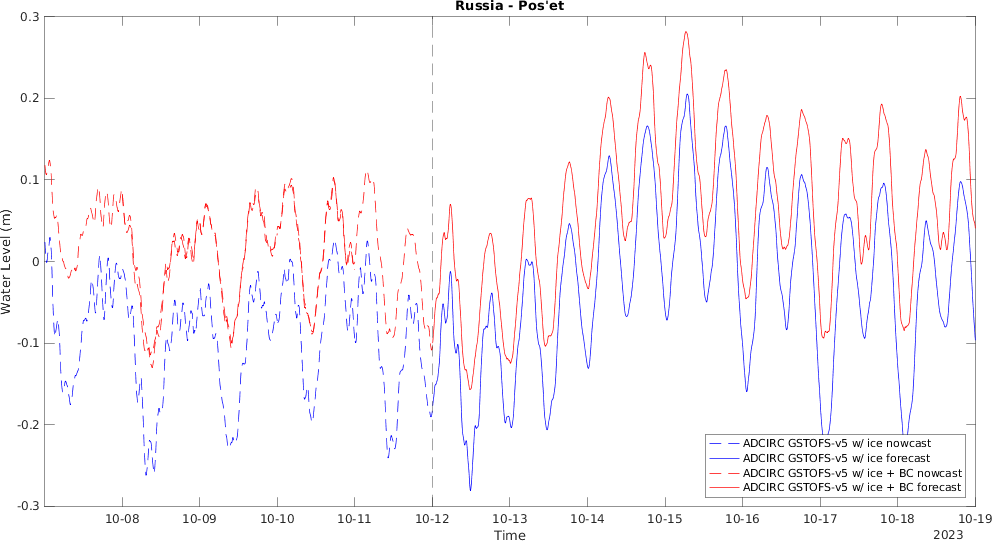 Russia - Pos'et
0.3
0.2
0.1
0
-0.1
-0.2
-0.3
Water Level (m)
10-08 10-09 10-10 10-11 10-12 10-13 10-14 10-15 10-16 10-17 10-18 10-19
Time
2023
ADCIRC GSTOFS-v5 w/ ice nowcast
ADCIRC GSTOFS-v5 w/ ice forecast
ADCIRC GSTOFS-v5 w/ ice + BC nowcast
ADCIRC GSTOFS-v5 w/ ice + BC forecast